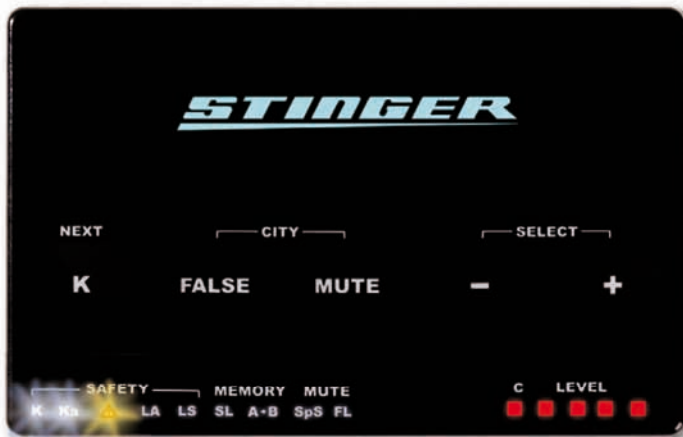 STINGER
NEXT CITY SELECT
K FALSE MUTE - +
SAFETY MEMORY MUTE C LEVEL
K Ka LA LS SL A•B SpS FL